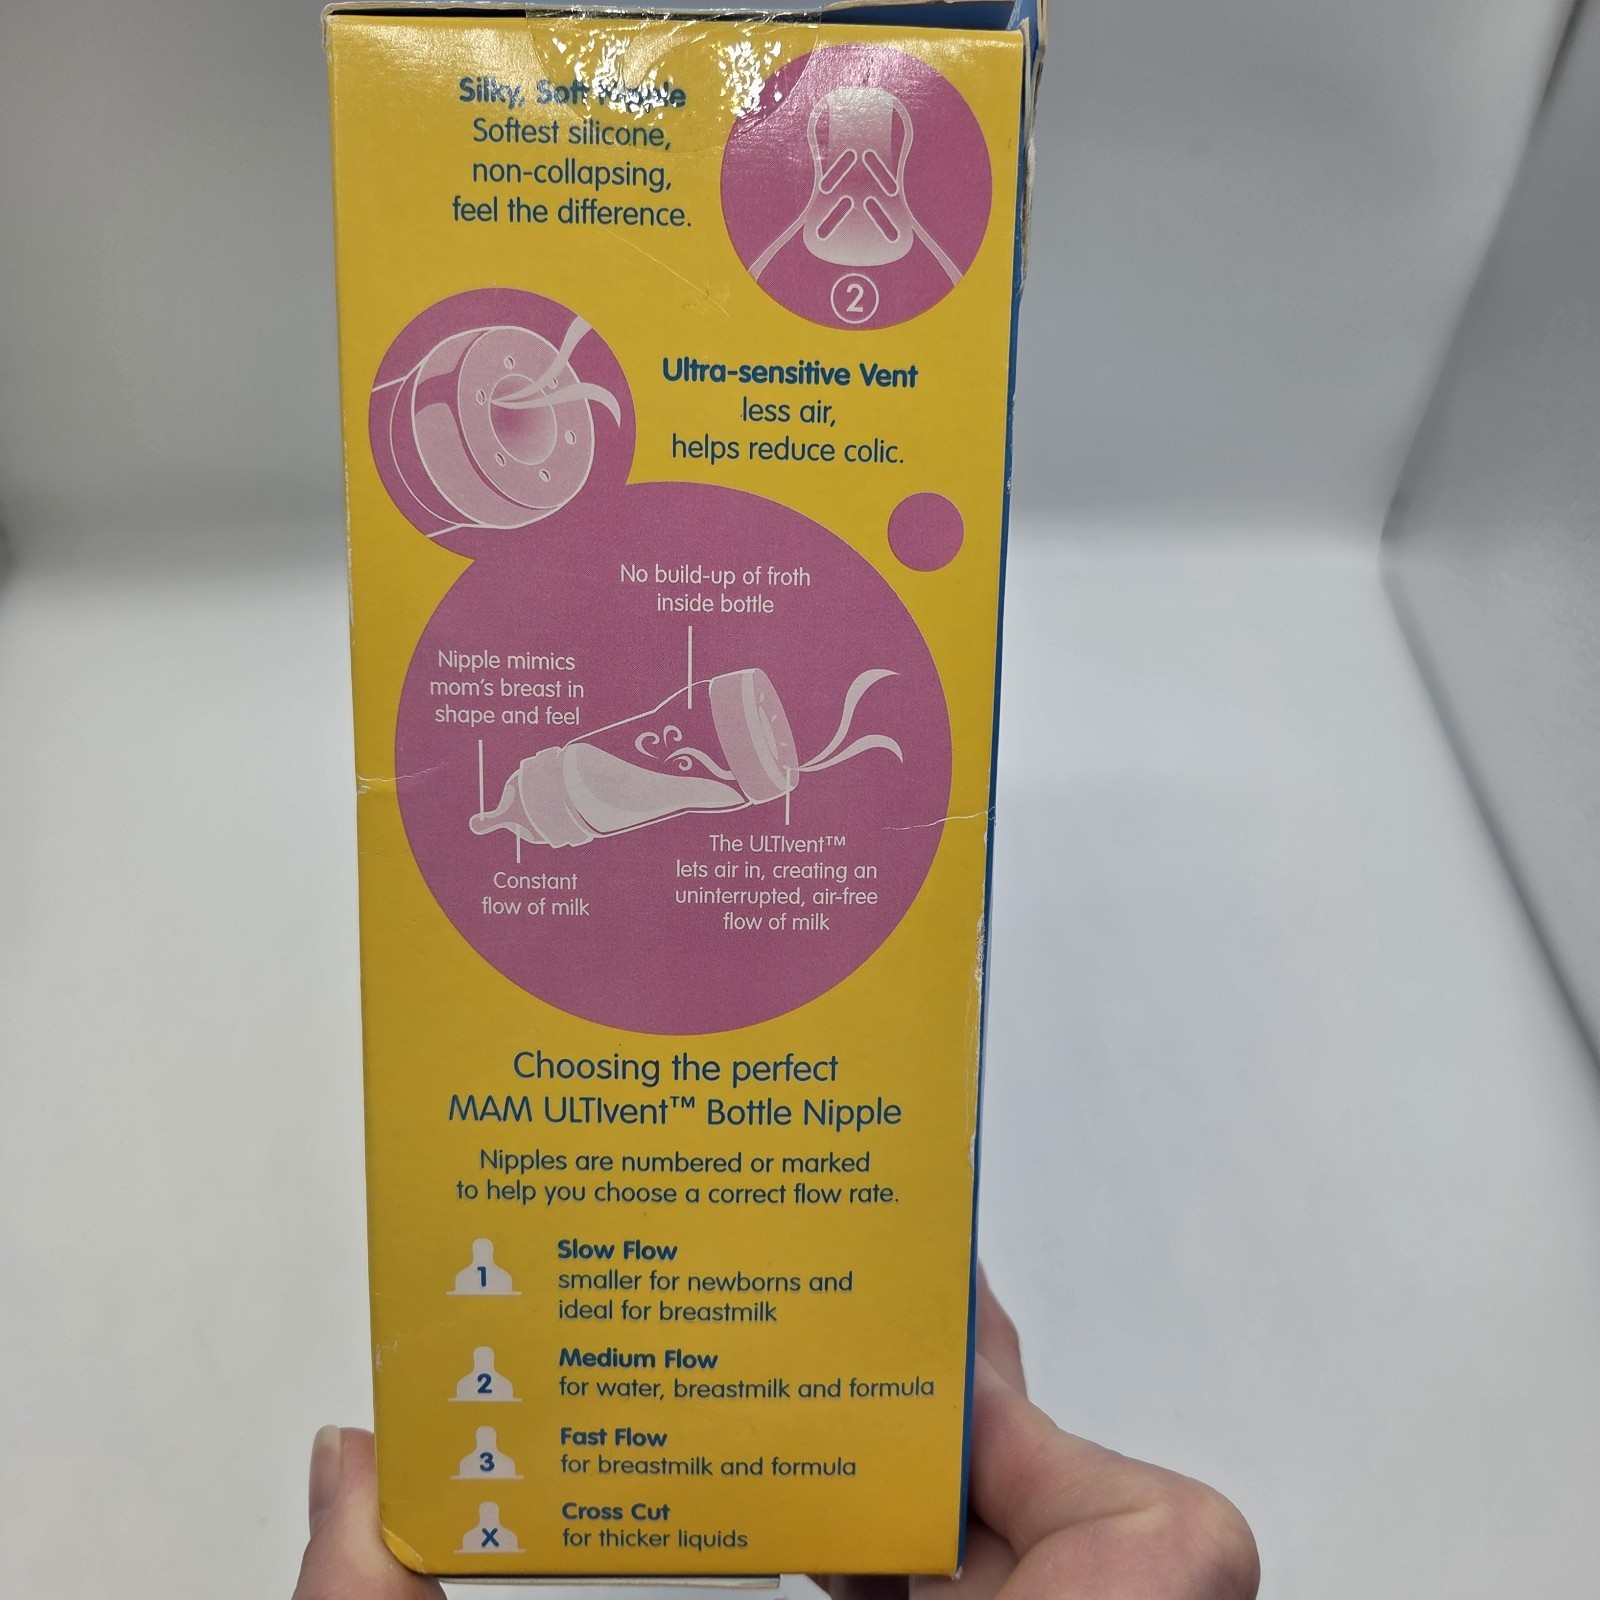 Silky, Soft
Softest silicone,
non-collapsing,
feel the difference.
2
Ultra-sensitive Vent
less air,
helps reduce colic.
No build-up of froth
inside bottle
Nipple mimics
mom's breast in
shape and feel
Constant
flow of milk
The ULTIvent™
lets air in, creating an
uninterrupted, air-free
flow of milk
Choosing the perfect
MAM ULTIvent™ Bottle Nipple
Nipples are numbered or marked
to help you choose a correct flow rate.
1
Slow Flow
smaller for newborns and
ideal for breastmilk
2
Medium Flow
for water, breastmilk and formula
3
Fast Flow
for breastmilk and formula
X
Cross Cut
for thicker liquids